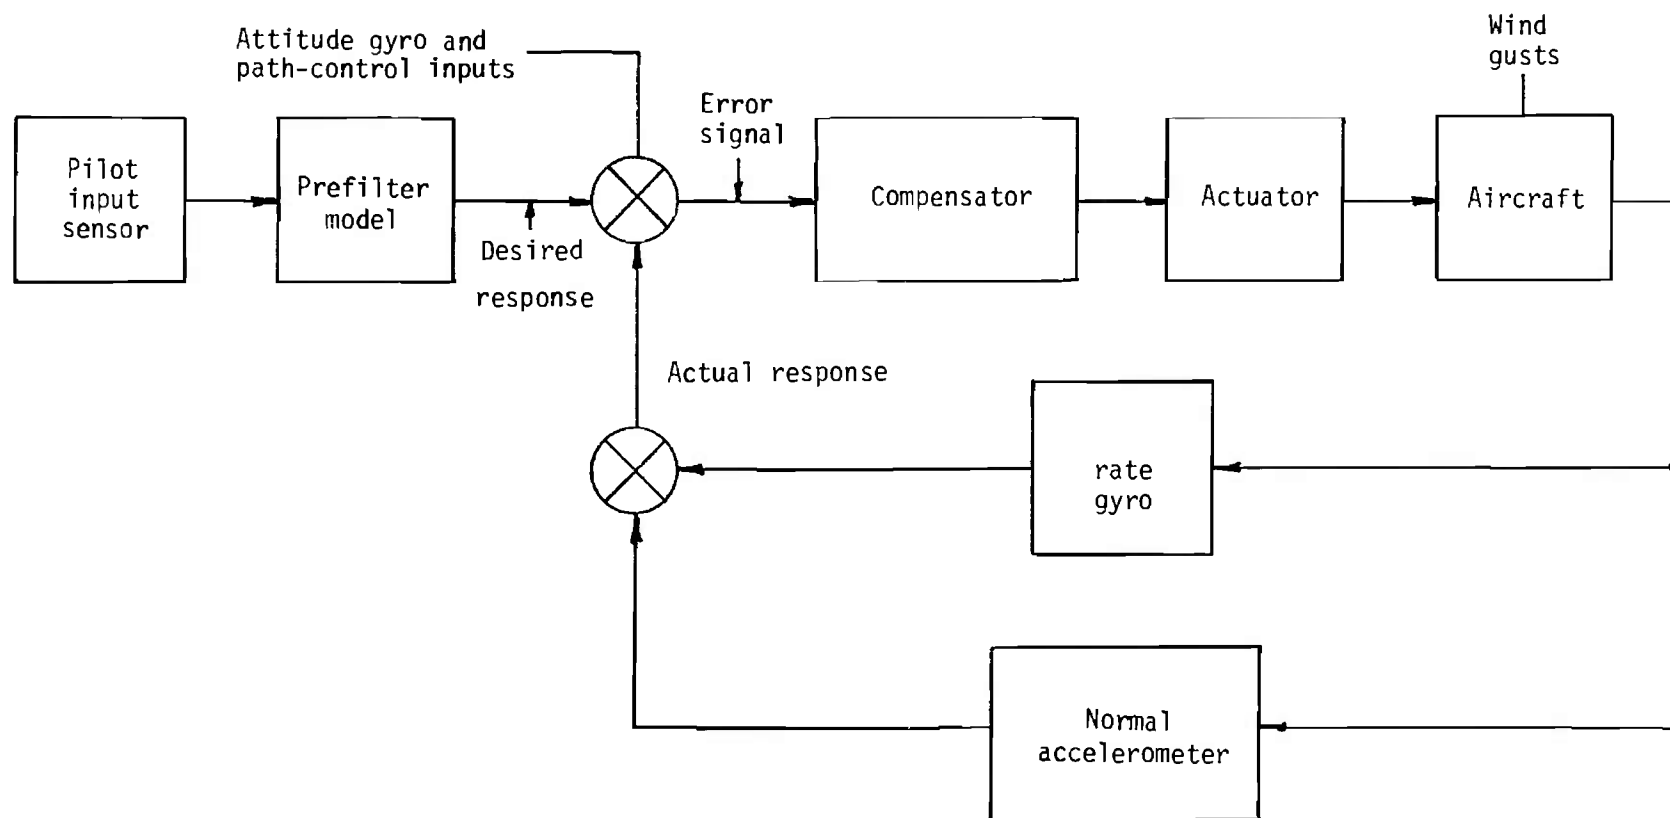 Attitude gyro and
path-control inputs
Wind
gusts
Error
signal
Pilot
input
sensor
Prefilter
model
Compensator
Actuator
Aircraft
Desired
response
Actual response
rate
gyro
Normal
accelerometer